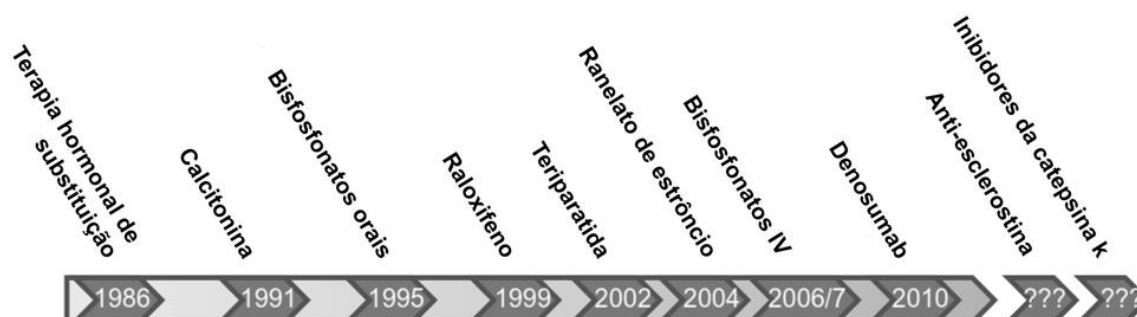 Terapia hormonal de
substituição
Calcitonina
Bisfosfonatos orais
Raloxifeno
Teriparatida
Ranelato de estrôncio
Bisfosfonatos IV
Denosumab
Anti-esclerostina
Inibidores da catepsina k
1986
1991
1995
1999
2002
2004
2006/7
2010
???
???